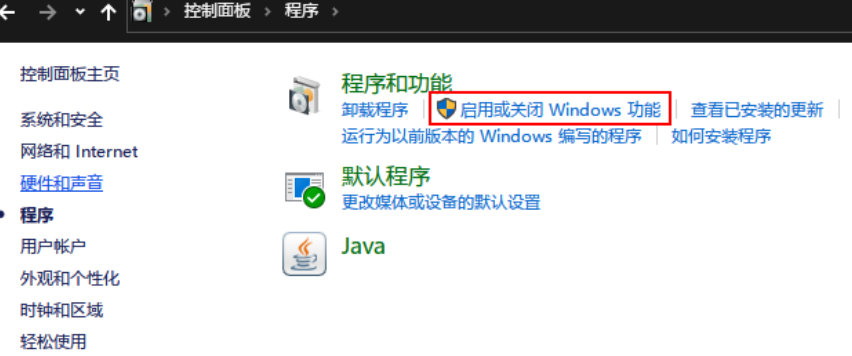 控制面板 程序
控制面板主页
系统和安全
网络和 Internet
硬件和声音
程序
用户帐户
外观和个性化
时钟和区域
轻松使用
程序和功能
卸载程序 启用或关闭 Windows 功能 查看已安装的更新
运行为以前版本的 Windows 编写的程序 如何安装程序
默认程序
更改媒体或设备的默认设置
Java